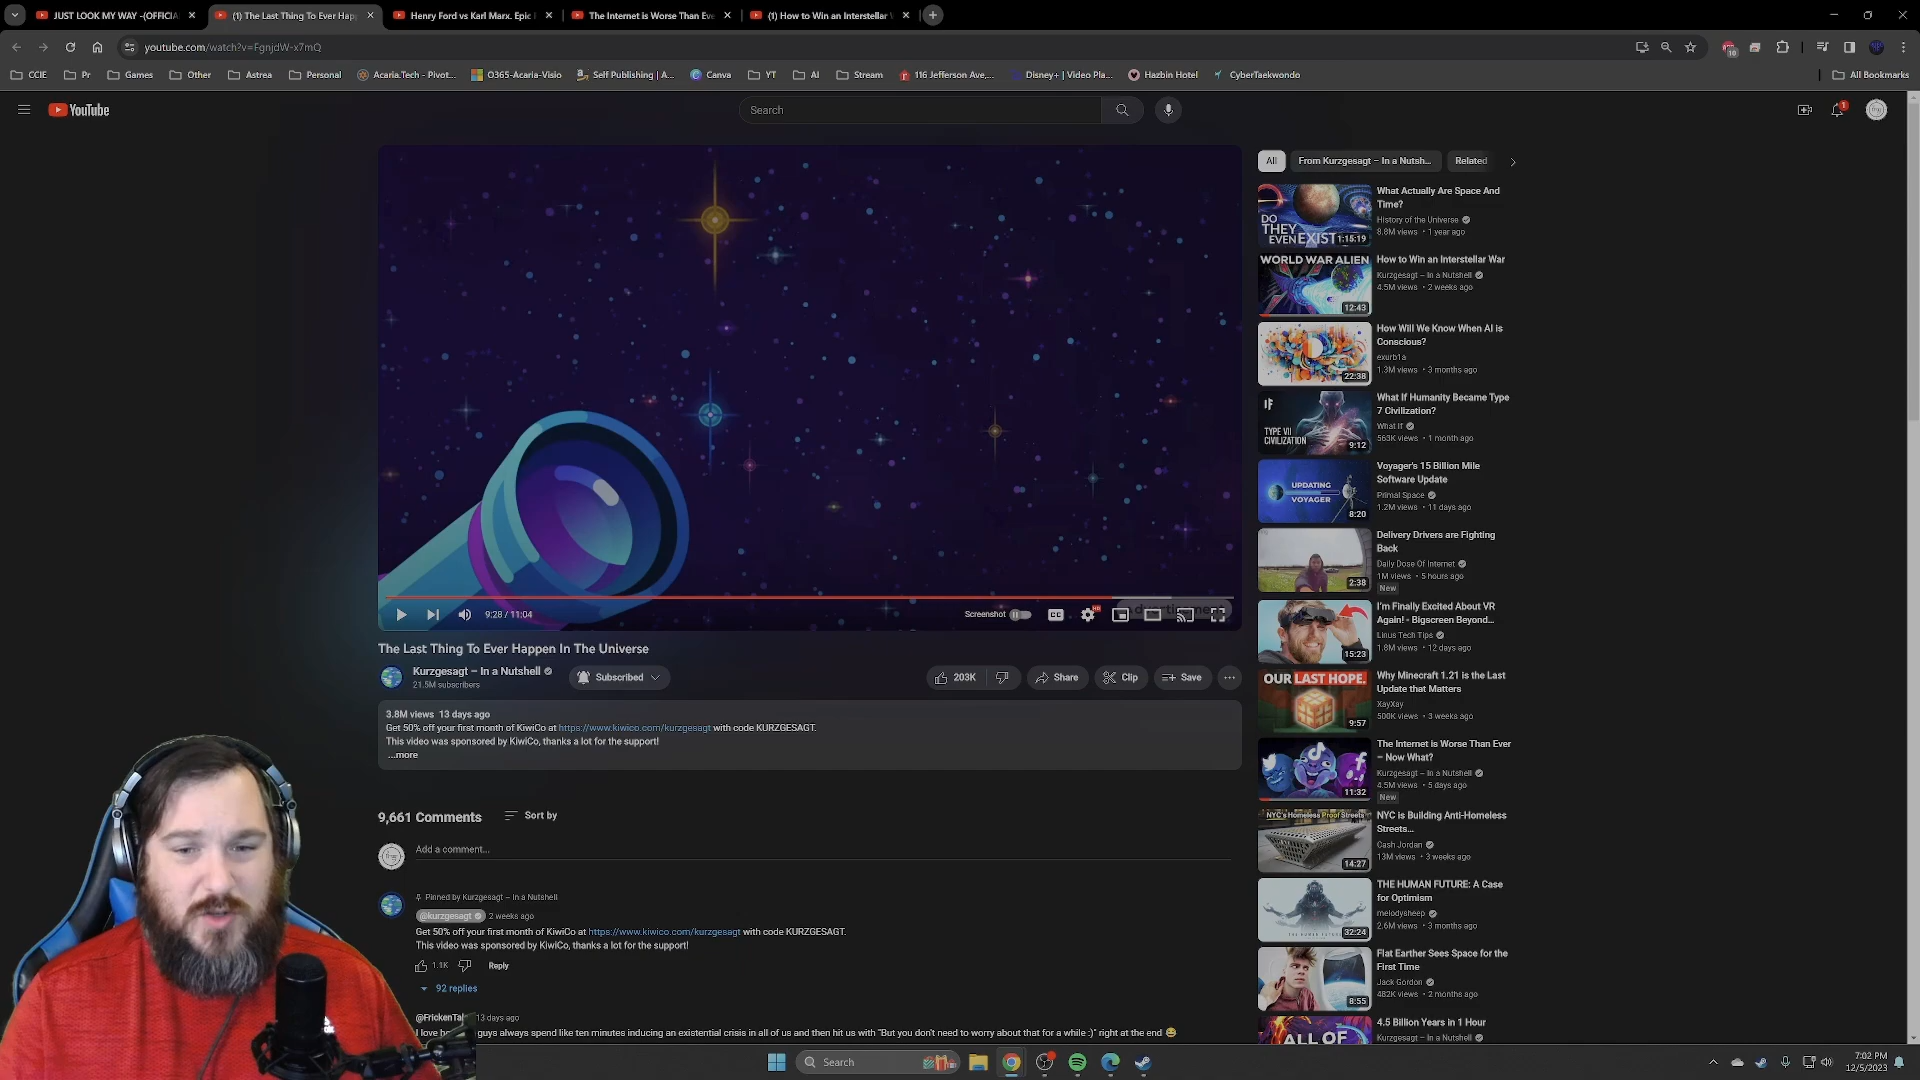 JUST LOOK MY WAY -(OFFICIA
(1) The Last Thing To Ever Hap
Henry Ford vs Karl Marx. Epic
The Internet is Worse Than Eve
(1) How to Win an Interstellar
youtube.com/watch?v=FgnjdW-x7mQ
CCIE
Pr
Games
Other
Astrea
Personal
Acaria.Tech - Pivot...
O365-Acaria-Visio
Self Publishing | A...
Canva
YT
AI
Stream
116 Jefferson Ave,...
Disney+ | Video Pla...
Hazbin Hotel
CyberTaekwondo
All Bookmarks
YouTube
Search
1
All
From Kurzgesagt – In a Nutsh...
Related
9:28 / 11:04
Screenshot
CC
HD
The Last Thing To Ever Happen In The Universe
Kurzgesagt – In a Nutshell
21.5M subscribers
Subscribed
203K
Share
Clip
Save
3.8M views 13 days ago
Get 50% off your first month of KiwiCo at https://www.kiwico.com/kurzgesagt with code KURZGESAGT.
This video was sponsored by KiwiCo, thanks a lot for the support!
...more
9,661 Comments
Sort by
Add a comment...
Pinned by Kurzgesagt – In a Nutshell
@kurzgesagt 2 weeks ago
Get 50% off your first month of KiwiCo at https://www.kiwico.com/kurzgesagt with code KURZGESAGT.
This video was sponsored by KiwiCo, thanks a lot for the support!
1.1K
Reply
92 replies
@FrickenTal 13 days ago
guys always spend like ten minutes inducing an existential crisis in all of us and then hit us with "But you don't need to worry about that for a while :)" right at the end 😂
DO THEY EVEN EXIST
1:15:19
What Actually Are Space And Time?
History of the Universe
8.8M views • 1 year ago
WORLD WAR ALIEN
12:43
How to Win an Interstellar War
Kurzgesagt – In a Nutshell
4.5M views • 2 weeks ago
22:38
How Will We Know When AI is Conscious?
exurb1a
1.3M views • 3 months ago
IF
TYPE VII CIVILIZATION
9:12
What If Humanity Became Type 7 Civilization?
What If
563K views • 1 month ago
UPDATING VOYAGER
8:20
Voyager's 15 Billion Mile Software Update
Primal Space
1.2M views • 11 days ago
2:38
Delivery Drivers are Fighting Back
Daily Dose Of Internet
1M views • 5 hours ago
New
15:23
I'm Finally Excited About VR Again! - Bigscreen Beyond...
Linus Tech Tips
1.8M views • 12 days ago
OUR LAST HOPE.
9:57
Why Minecraft 1.21 is the Last Update that Matters
XayXay
500K views • 3 weeks ago
11:32
The Internet is Worse Than Ever – Now What?
Kurzgesagt – In a Nutshell
4.5M views • 5 days ago
New
NYC's Homeless Proof Streets
14:27
NYC is Building Anti-Homeless Streets...
Cash Jordan
13M views • 3 weeks ago
32:24
THE HUMAN FUTURE: A Case for Optimism
melodysheep
2.6M views • 3 months ago
8:55
Flat Earther Sees Space for the First Time
Jack Gordon
482K views • 2 months ago
ALL OF
4.5 Billion Years in 1 Hour
Kurzgesagt – In a Nutshell
Search
7:02 PM
12/5/2023